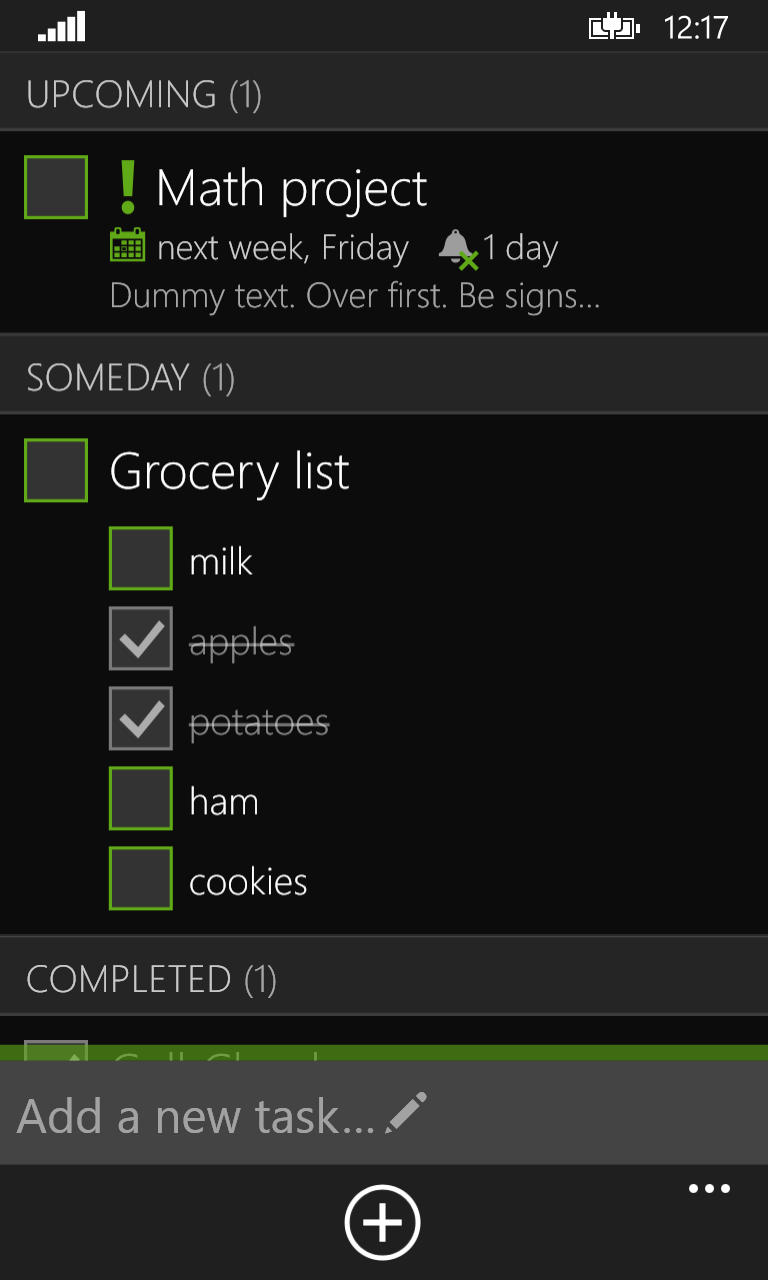 12:17
UPCOMING (1)
Math project
next week, Friday 1 day
Dummy text. Over first. Be signs...
SOMEDAY (1)
Grocery list
milk
apples
potatoes
ham
cookies
COMPLETED (1)
Add a new task...